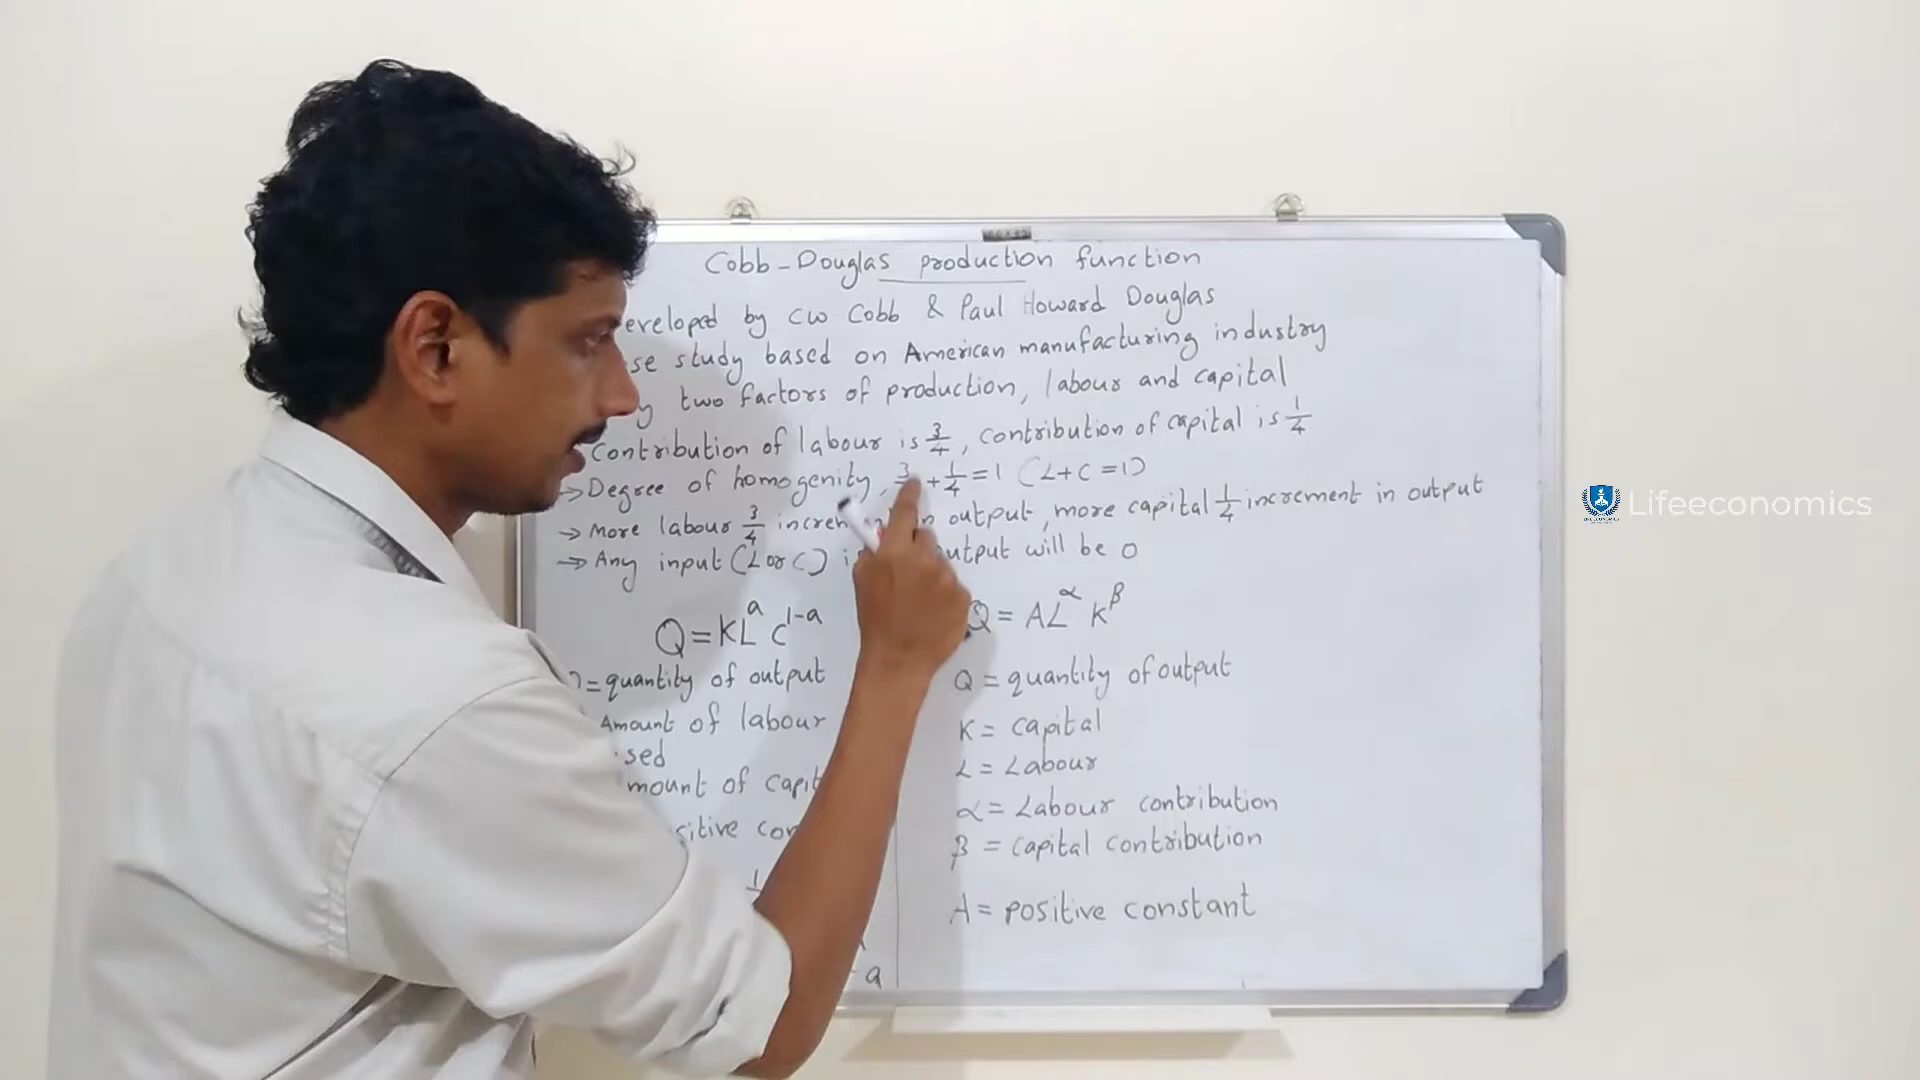 Cobb-Douglas production function
eveloped by CW Cobb & Paul Howard Douglas
se study based on American manufacturing industry
y two factors of production, labour and capital
Contribution of labour is 3/4, contribution of capital is 1/4
→ Degree of homogenity, 3 + 1/4 = 1 (L+C=1)
→ More labour 3/4 in output, more capital 1/4 increment in output
→ Any input (L or C) utput will be 0
Q=KL^a C^1-a
=quantity of output
Amount of labour
sed
mount of capit
sitive con
1
a
Q = AL^α K^β
Q = quantity of output
K = capital
L = Labour
α = Labour contribution
β = capital contribution
A = positive constant
Lifeeconomics